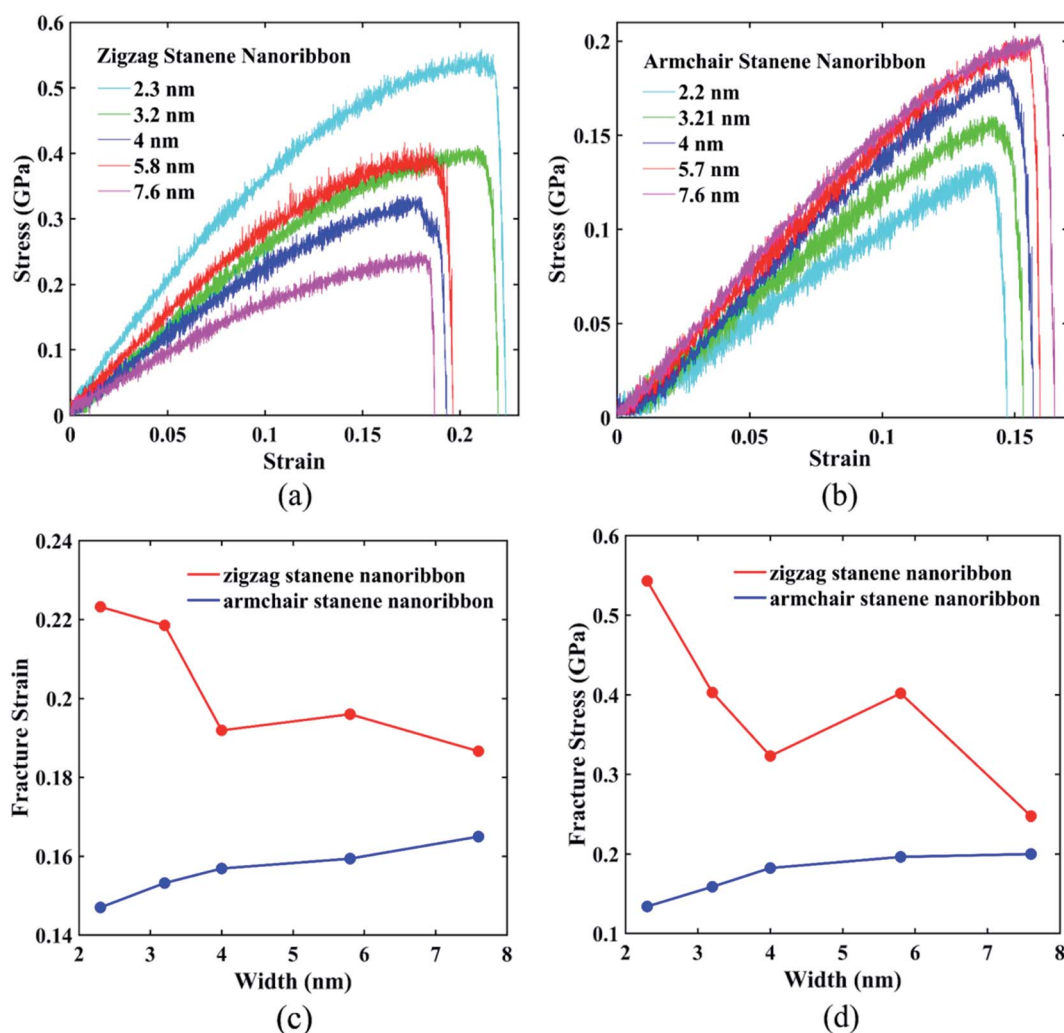 Zigzag Stanene Nanoribbon
2.3 nm
3.2 nm
4 nm
5.8 nm
7.6 nm
0.6
0.5
0.4
0.3
0.2
0.1
0
Stress (GPa)
0 0.05 0.1 0.15 0.2
Strain
(a)
Armchair Stanene Nanoribbon
2.2 nm
3.21 nm
4 nm
5.7 nm
7.6 nm
0.2
0.15
0.1
0.05
0
Stress (GPa)
0 0.05 0.1 0.15
Strain
(b)
zigzag stanene nanoribbon
armchair stanene nanoribbon
0.24
0.22
0.2
0.18
0.16
0.14
Fracture Strain
2 3 4 5 6 7 8
Width (nm)
(c)
zigzag stanene nanoribbon
armchair stanene nanoribbon
0.6
0.5
0.4
0.3
0.2
0.1
Fracture Stress (GPa)
2 3 4 5 6 7 8
Width (nm)
(d)